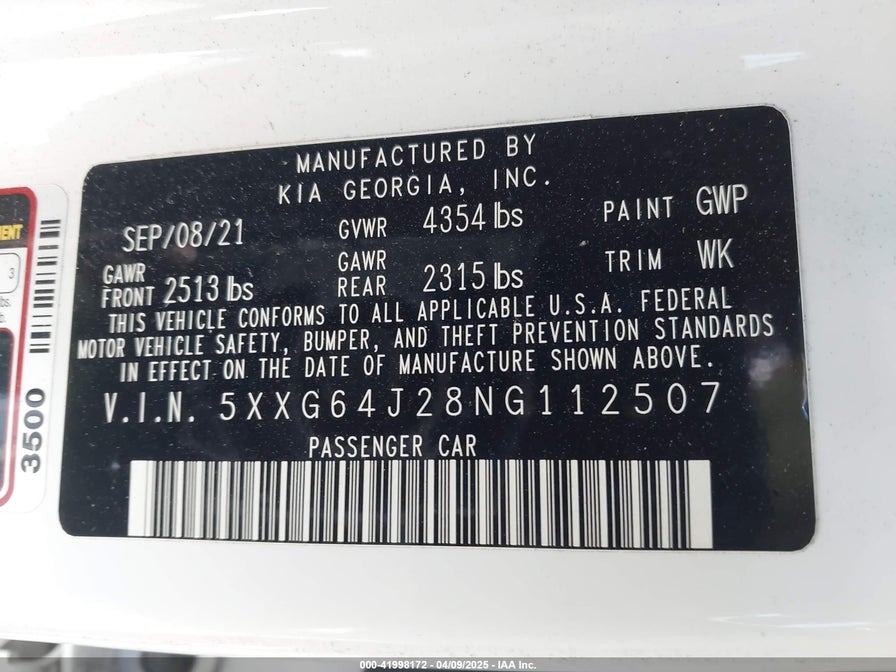 MANUFACTURED BY
KIA GEORGIA, INC.
SEP/08/21 GVWR 4354 lbs PAINT GWP
GAWR FRONT 2513 lbs GAWR REAR 2315 lbs TRIM WK
THIS VEHICLE CONFORMS TO ALL APPLICABLE U.S.A. FEDERAL
MOTOR VEHICLE SAFETY, BUMPER, AND THEFT PREVENTION STANDARDS
IN EFFECT ON THE DATE OF MANUFACTURE SHOWN ABOVE.
V.I.N. 5XXG64J28NG112507
PASSENGER CAR
3
3500
000-41998172 - 04/09/2025 - IAA Inc.